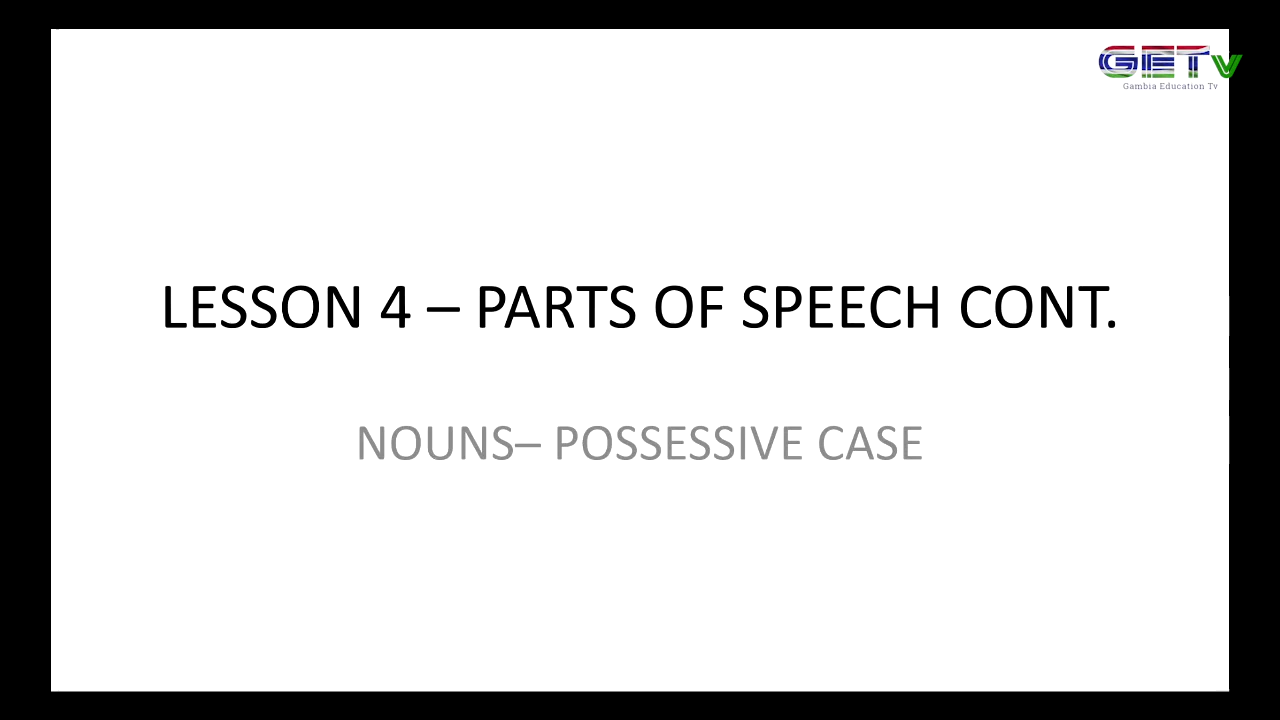 GETv
Gambia Education Tv
LESSON 4 – PARTS OF SPEECH CONT.
NOUNS– POSSESSIVE CASE